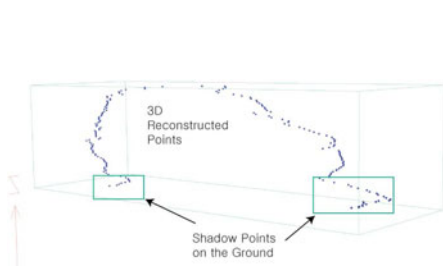 3D
Reconstructed
Points
Shadow Points
on the Ground